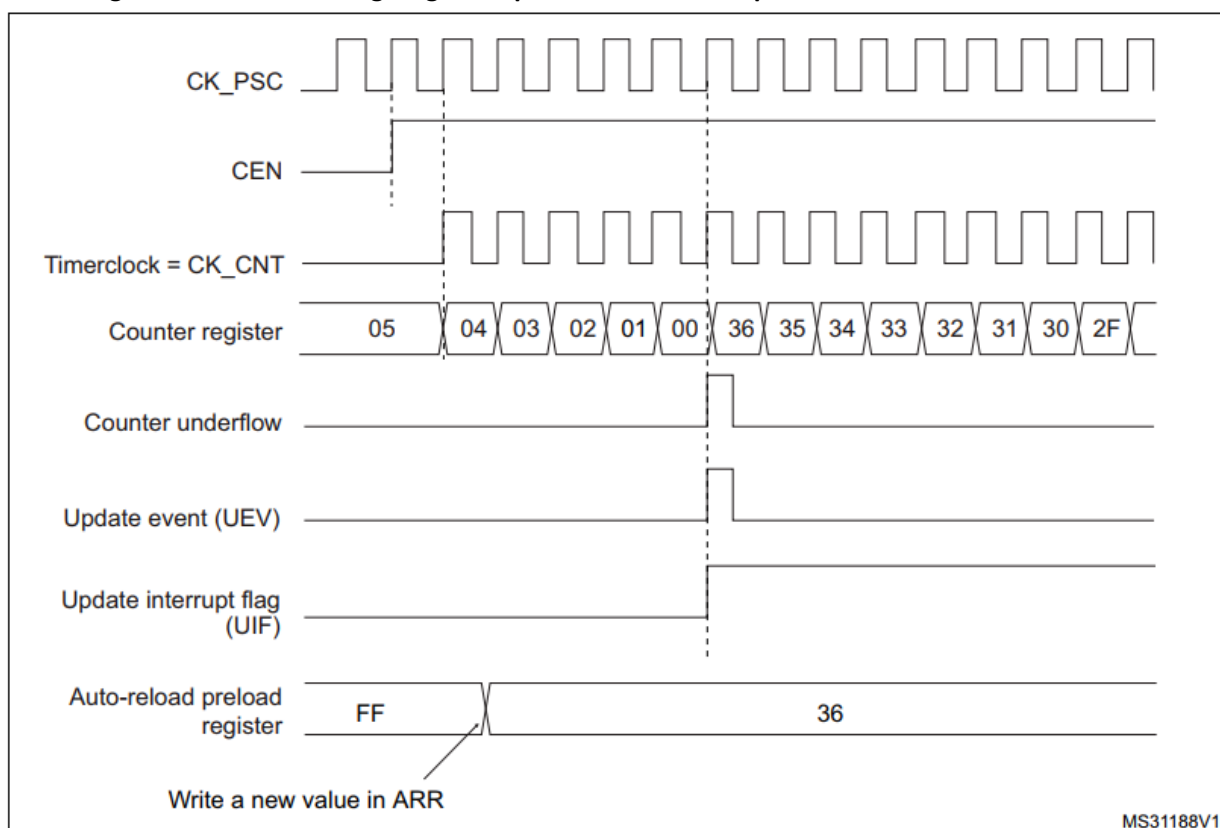 CK_PSC
CEN
Timerclock = CK_CNT
Counter register 05 04 03 02 01 00 36 35 34 33 32 31 30 2F
Counter underflow
Update event (UEV)
Update interrupt flag
(UIF)
Auto-reload preload
register
FF 36
Write a new value in ARR
MS31188V1